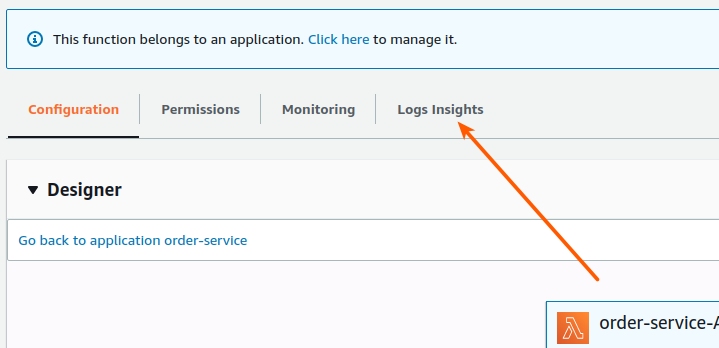 This function belongs to an application. Click here to manage it.
Configuration
Permissions
Monitoring
Logs Insights
Designer
Go back to application order-service
order-service-A